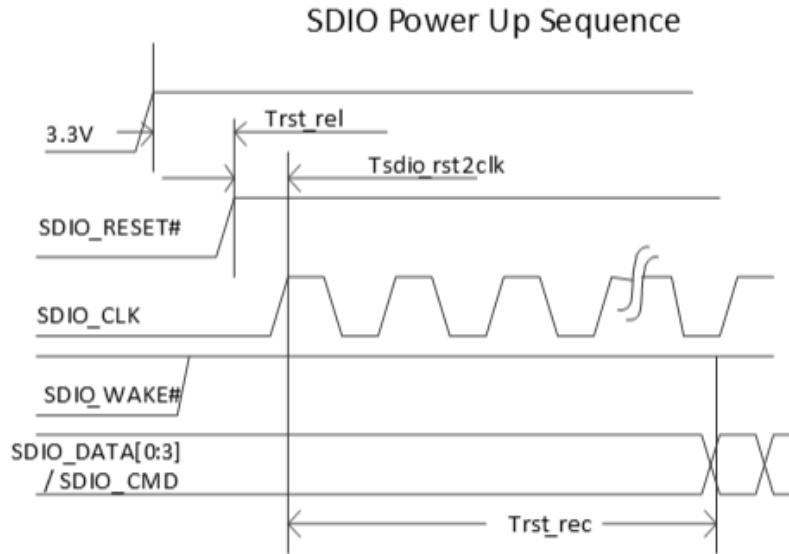 SDIO Power Up Sequence
Trst_rel
3.3V
Tsdio_rst2clk
SDIO_RESET#
SDIO_CLK
SDIO_WAKE#
SDIO_DATA[0:3]
/ SDIO_CMD
Trst_rec